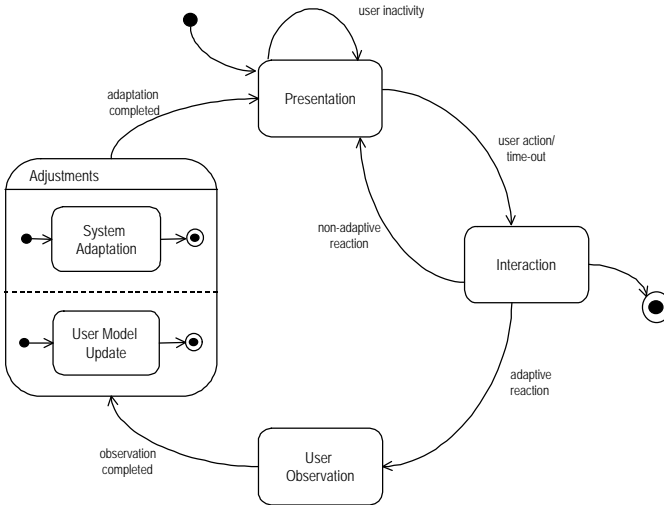 user inactivity
Presentation
adaptation
completed
user action/
time-out
Adjustments
System
Adaptation
non-adaptive
reaction
Interaction
User Model
Update
adaptive
reaction
observation
completed
User
Observation